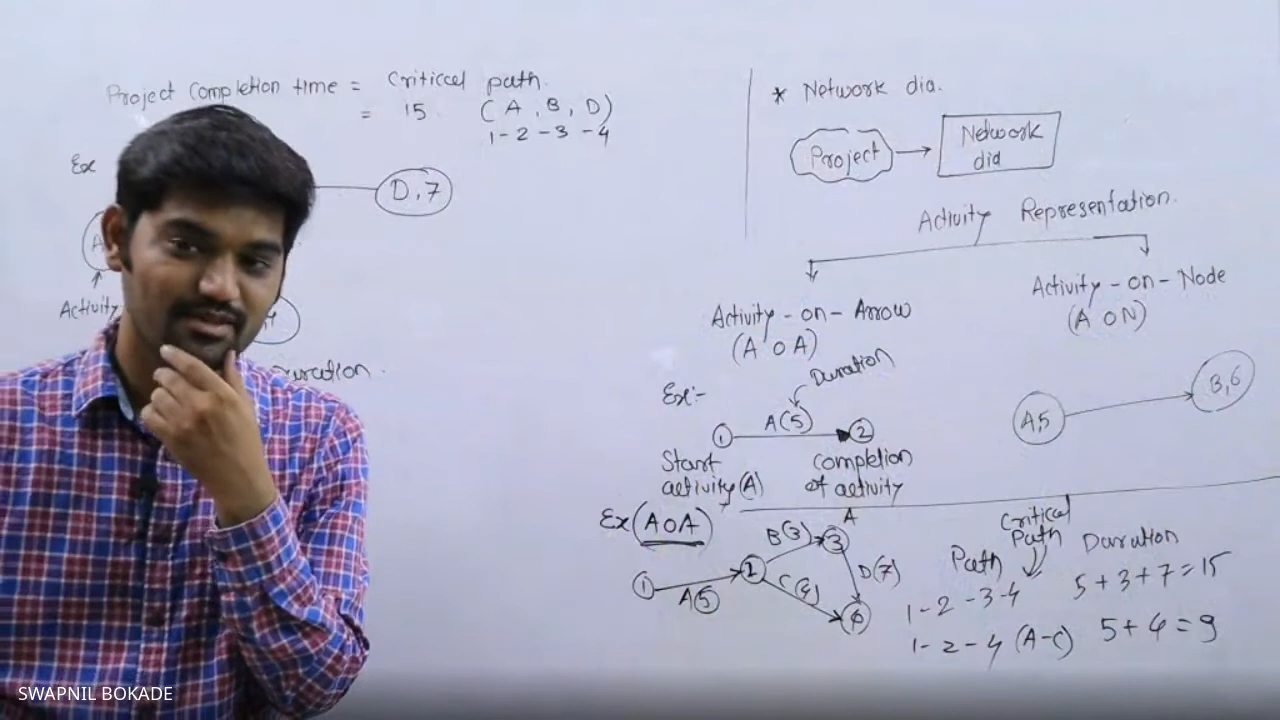 Project Completion time = Criticcel path.
= 15 (A, B, D)
1-2-3-4
Ex
D,7
A
Activity
Duration.
* Network dia.
Project
Network
dia
Activity Representation.
Activity-on-Arrow
(A O A)
Activity-on-Node
(A O N)
Duration
Ex:-
A(5)
1
2
Start
activity (A)
Completion
of activity
A
A,5
B,6
Ex (AOA)
B(3)
3
2
C(4)
D(7)
1
A(5)
Critical
Path
Path
Duration
1-2-3-4
5+3+7=15
1-2-4 (A-C)
5+4=9
SWAPNIL BOKADE